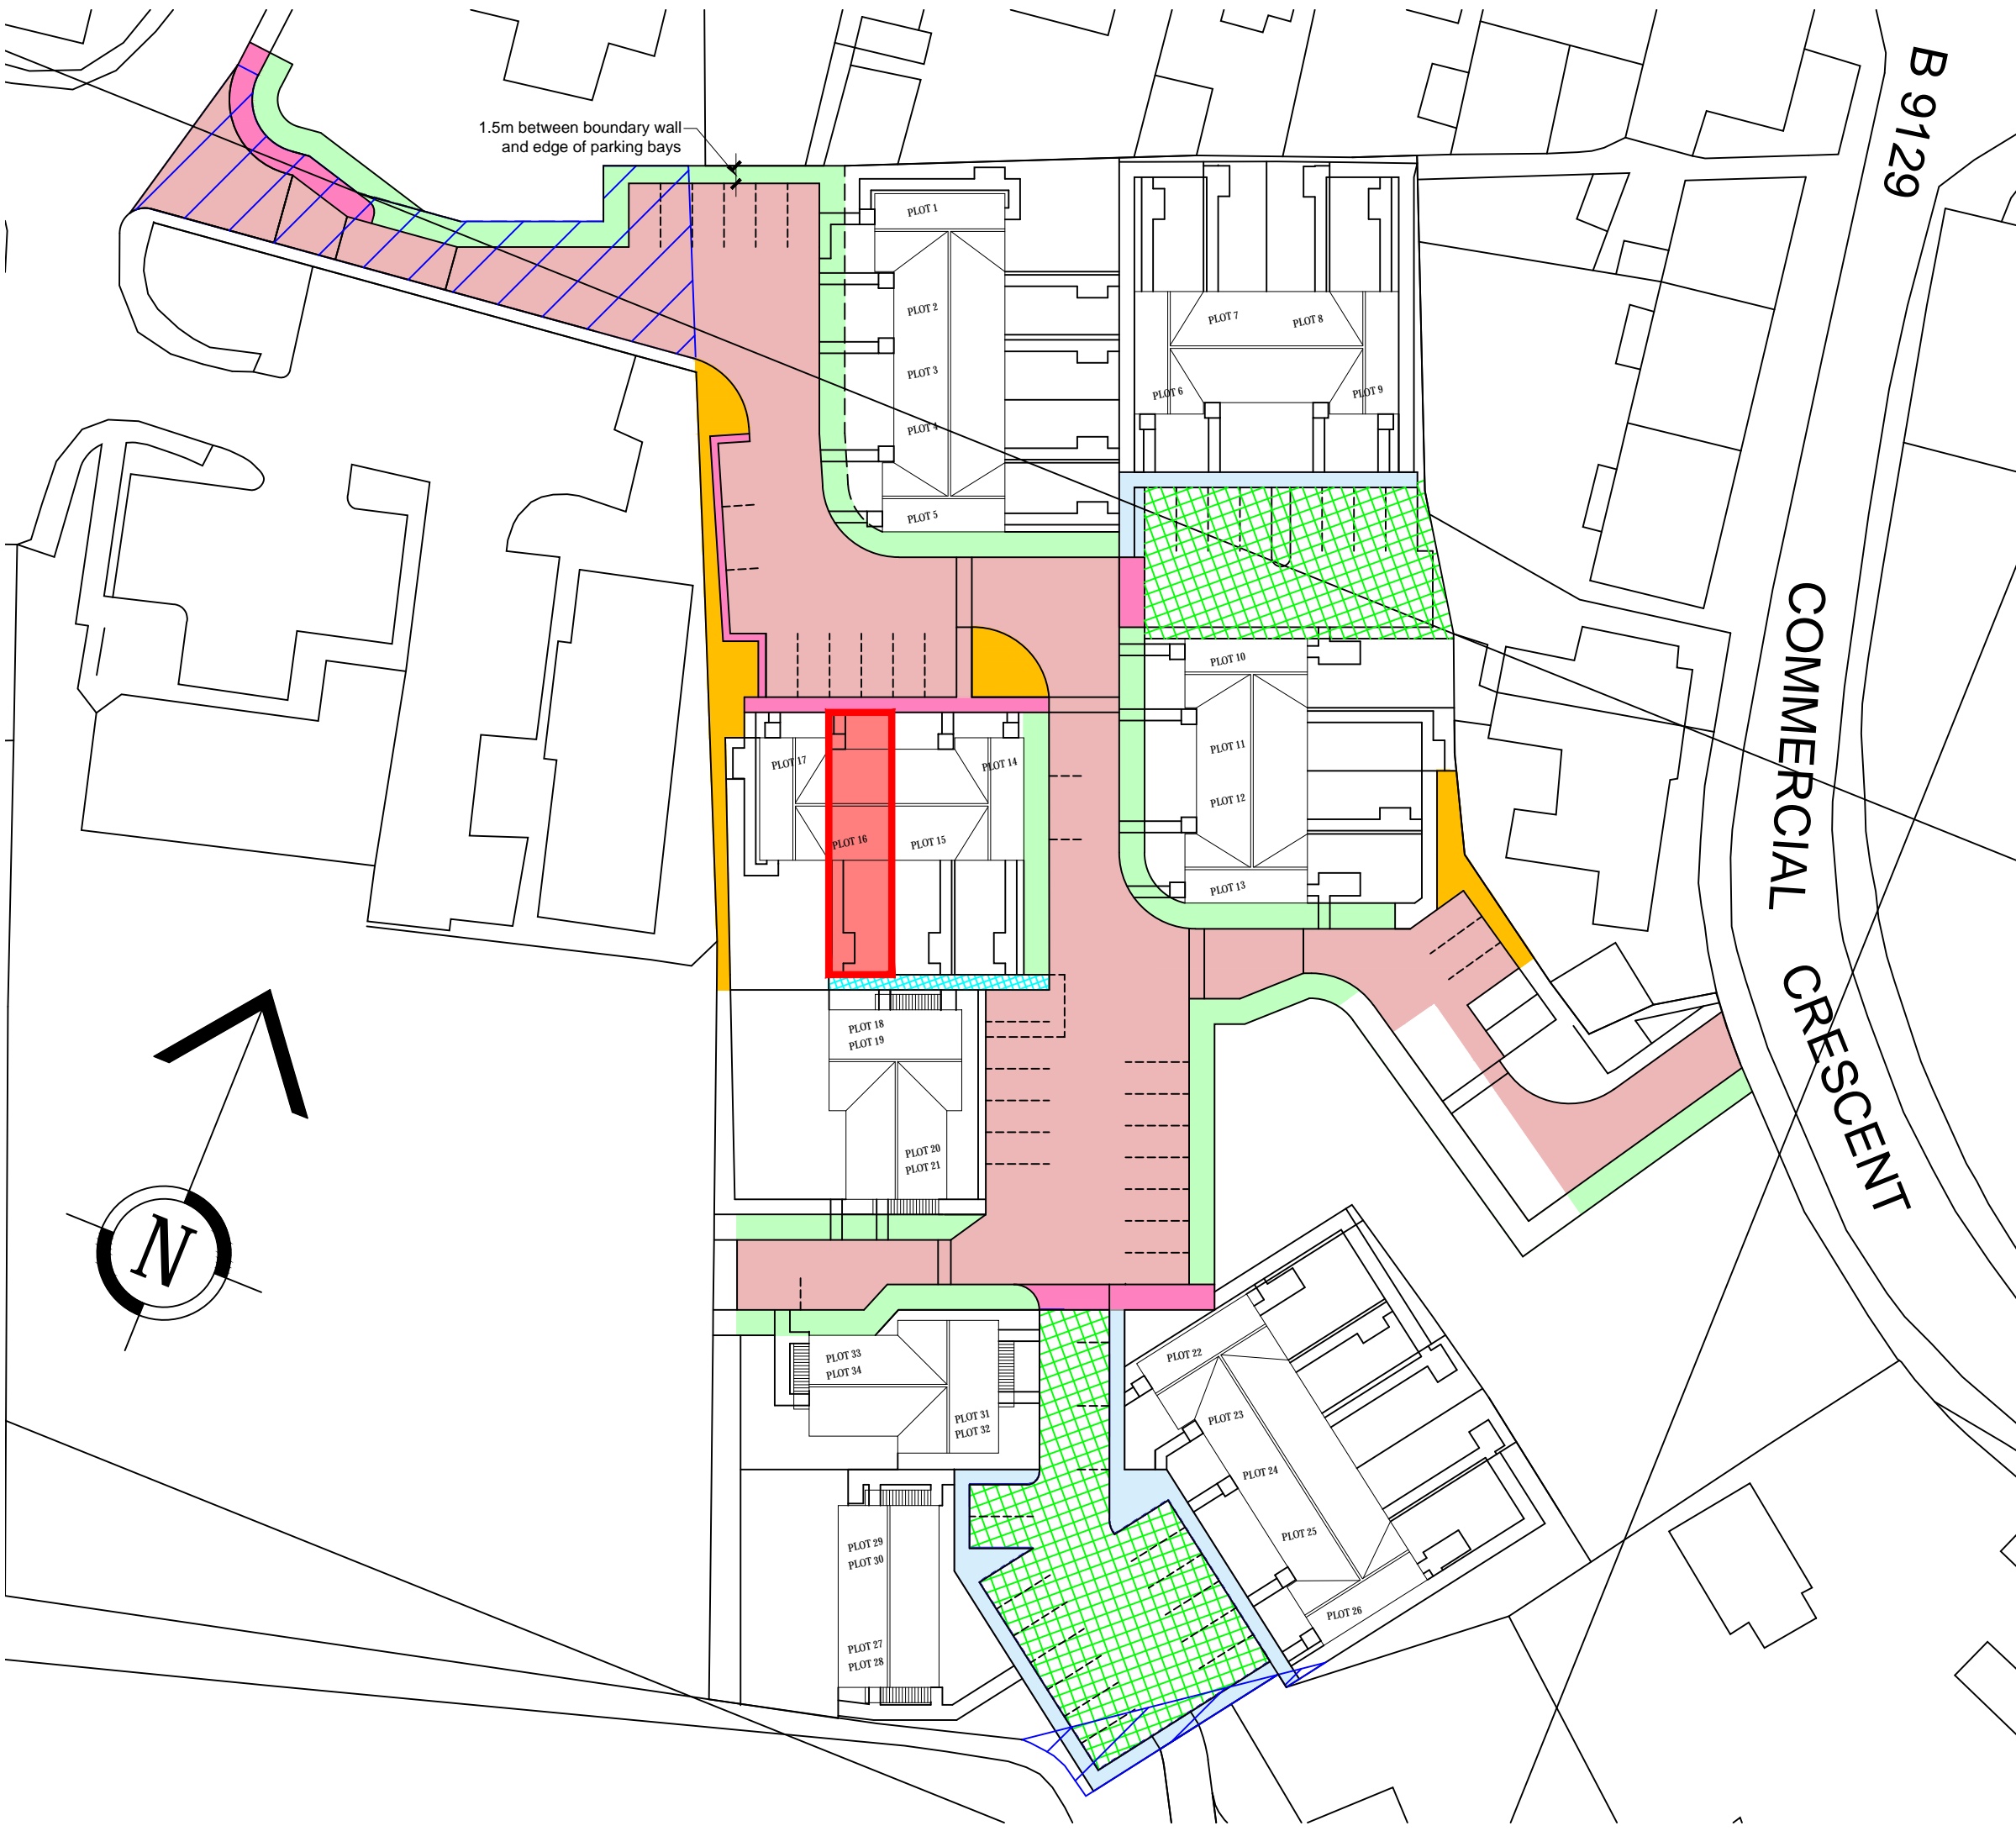 B 9129
1.5m between boundary wall
and edge of parking bays
PLOT 1
PLOT 2
PLOT 3
PLOT 4
PLOT 5
PLOT 7
PLOT 8
PLOT 6
PLOT 9
COMMERCIAL CRESCENT
PLOT 10
PLOT 11
PLOT 12
PLOT 13
PLOT 17
PLOT 14
PLOT 16
PLOT 15
PLOT 18
PLOT 19
PLOT 20
PLOT 21
N
PLOT 22
PLOT 23
PLOT 24
PLOT 25
PLOT 26
PLOT 33
PLOT 34
PLOT 31
PLOT 32
PLOT 29
PLOT 30
PLOT 27
PLOT 28